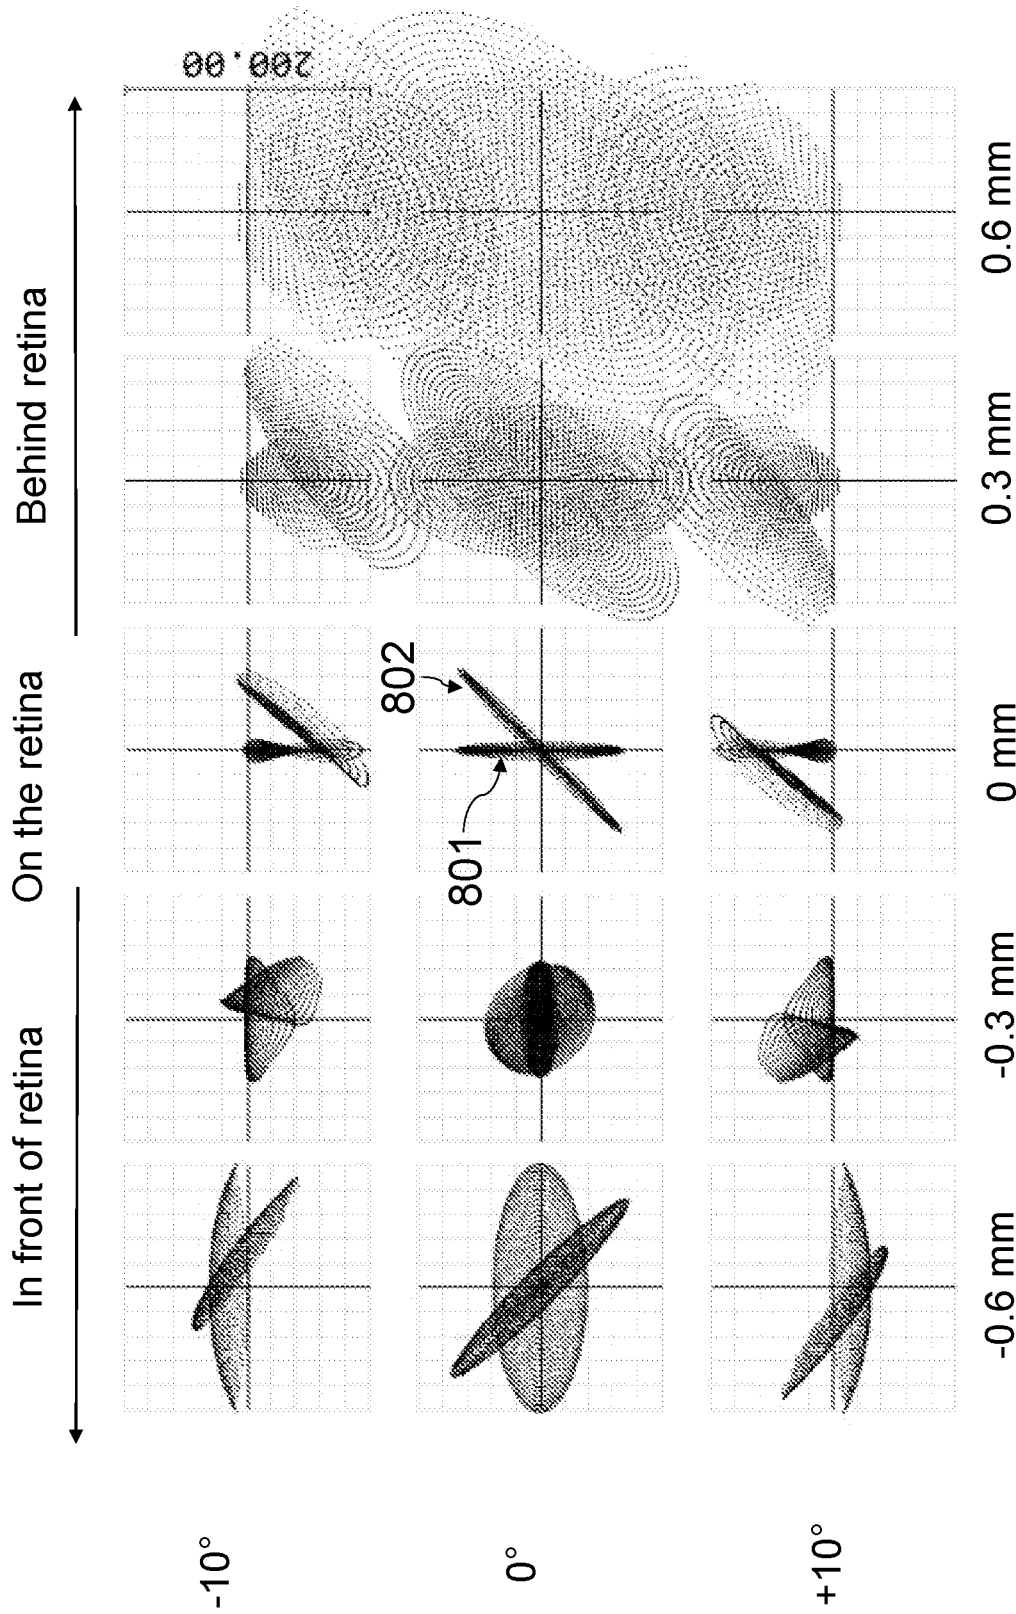 In front of retina
On the retina
Behind retina
200.00
-10°
0°
+10°
801
802
-0.6 mm
-0.3 mm
0 mm
0.3 mm
0.6 mm